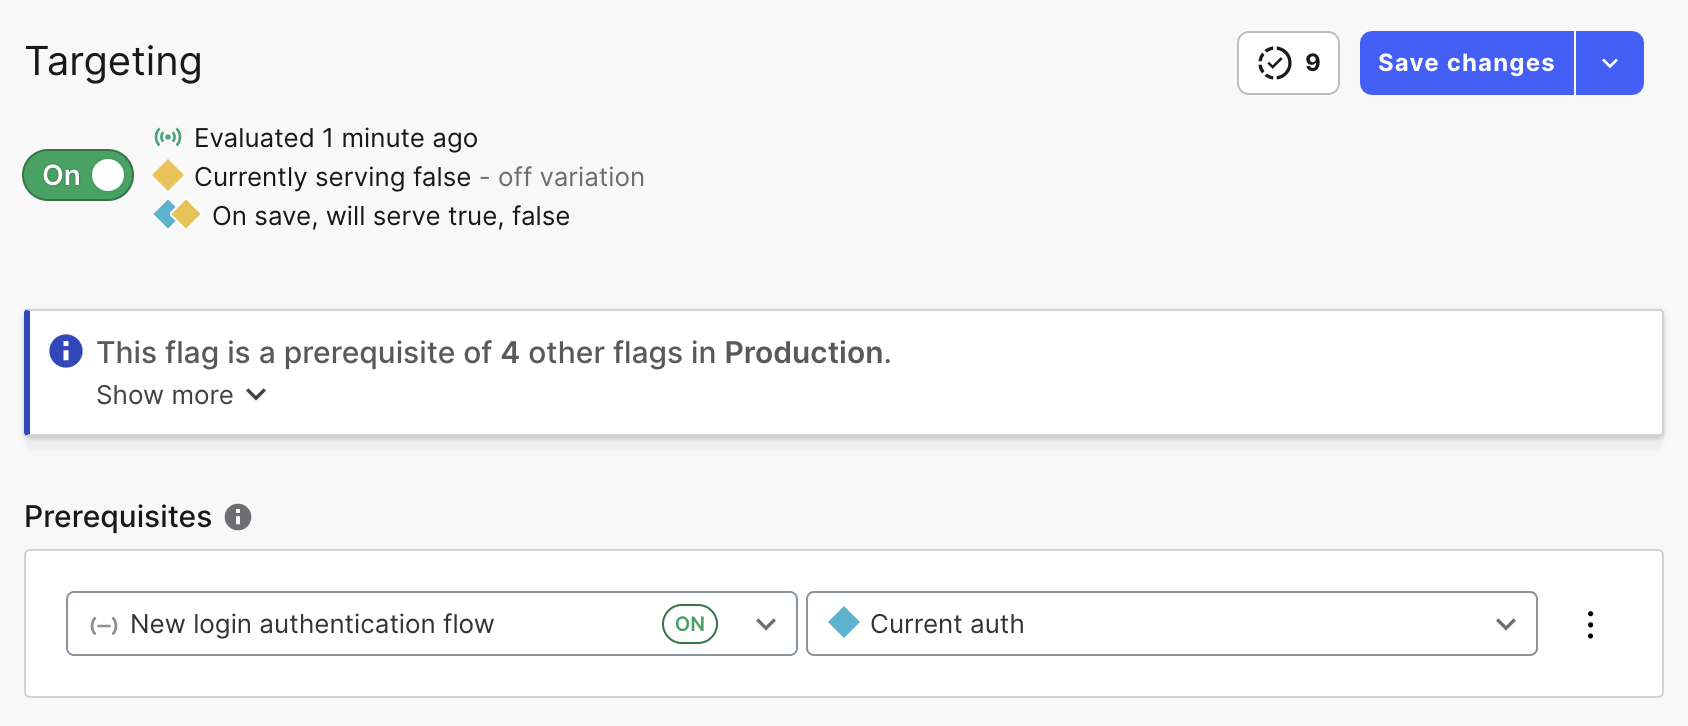 Targeting
9
Save changes
On
Evaluated 1 minute ago
Currently serving false - off variation
On save, will serve true, false
This flag is a prerequisite of 4 other flags in Production.
Show more
Prerequisites
New login authentication flow ON
Current auth